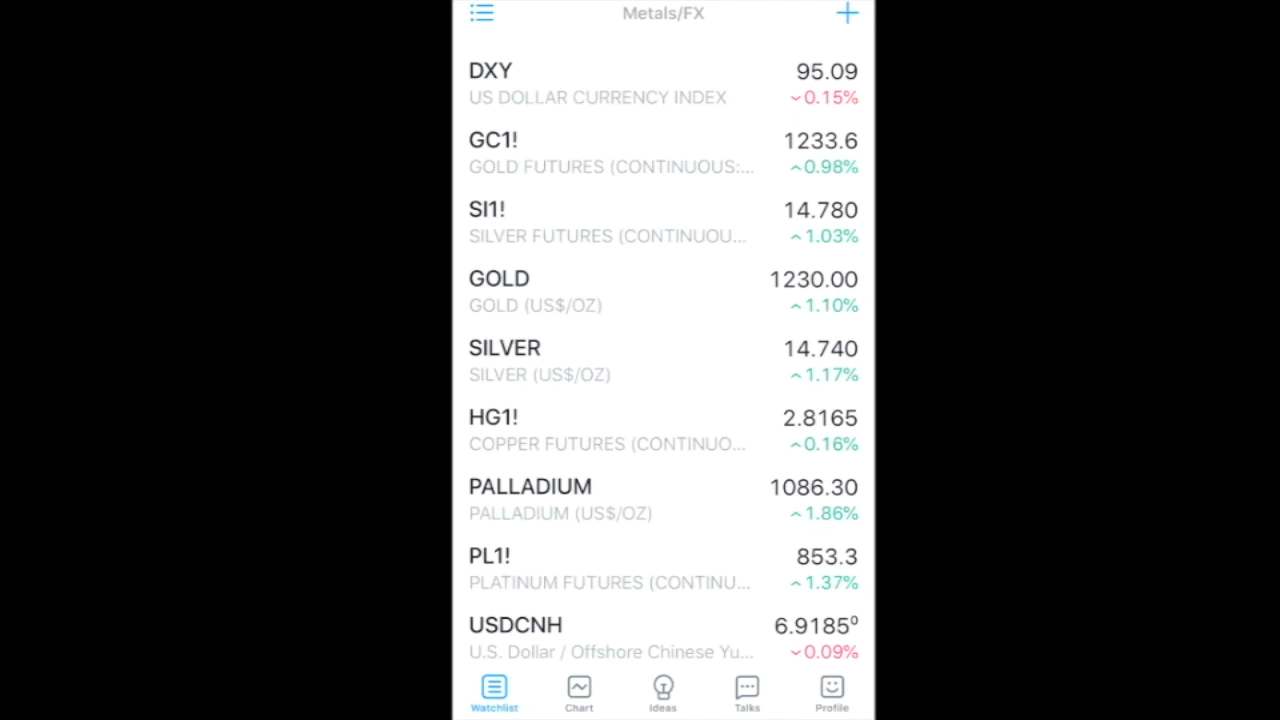 Metals/FX
DXY 95.09
US DOLLAR CURRENCY INDEX 0.15%
GC1! 1233.6
GOLD FUTURES (CONTINUOUS:... 0.98%
SI1! 14.780
SILVER FUTURES (CONTINUOU... 1.03%
GOLD 1230.00
GOLD (US$/OZ) 1.10%
SILVER 14.740
SILVER (US$/OZ) 1.17%
HG1! 2.8165
COPPER FUTURES (CONTINUO... 0.16%
PALLADIUM 1086.30
PALLADIUM (US$/OZ) 1.86%
PL1! 853.3
PLATINUM FUTURES (CONTINU... 1.37%
USDCNH 6.9185⁰
U.S. Dollar / Offshore Chinese Yu... 0.09%
Watchlist Chart Ideas Talks Profile